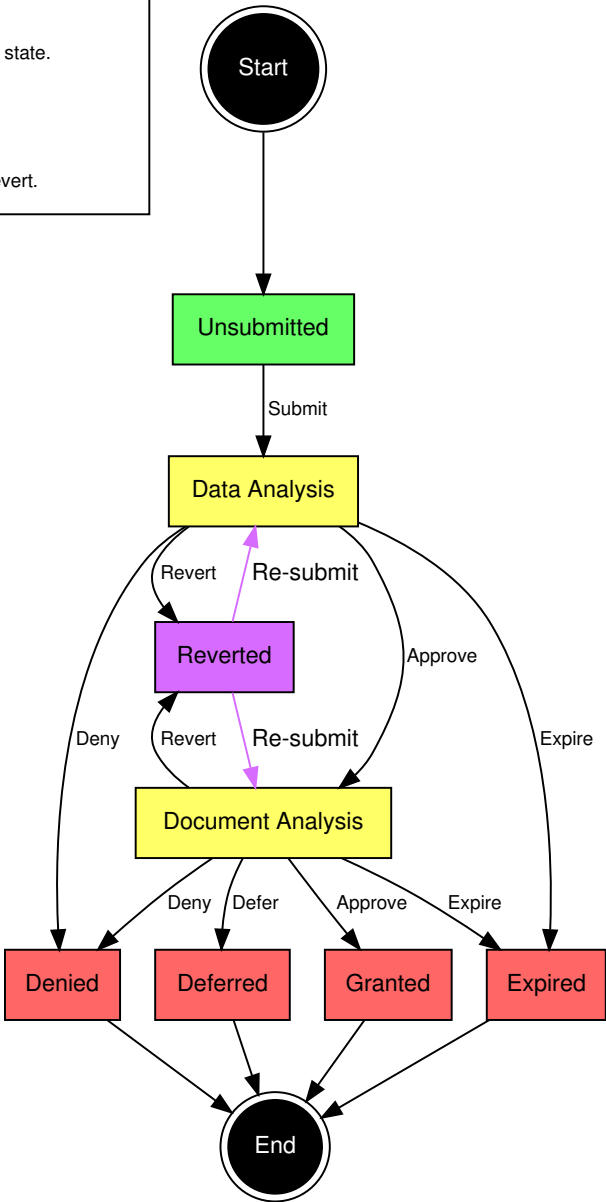 state.
vert.
Start
Unsubmitted
Submit
Data Analysis
Revert
Re-submit
Reverted
Approve
Deny
Revert
Re-submit
Expire
Document Analysis
Deny
Defer
Approve
Expire
Denied
Deferred
Granted
Expired
End